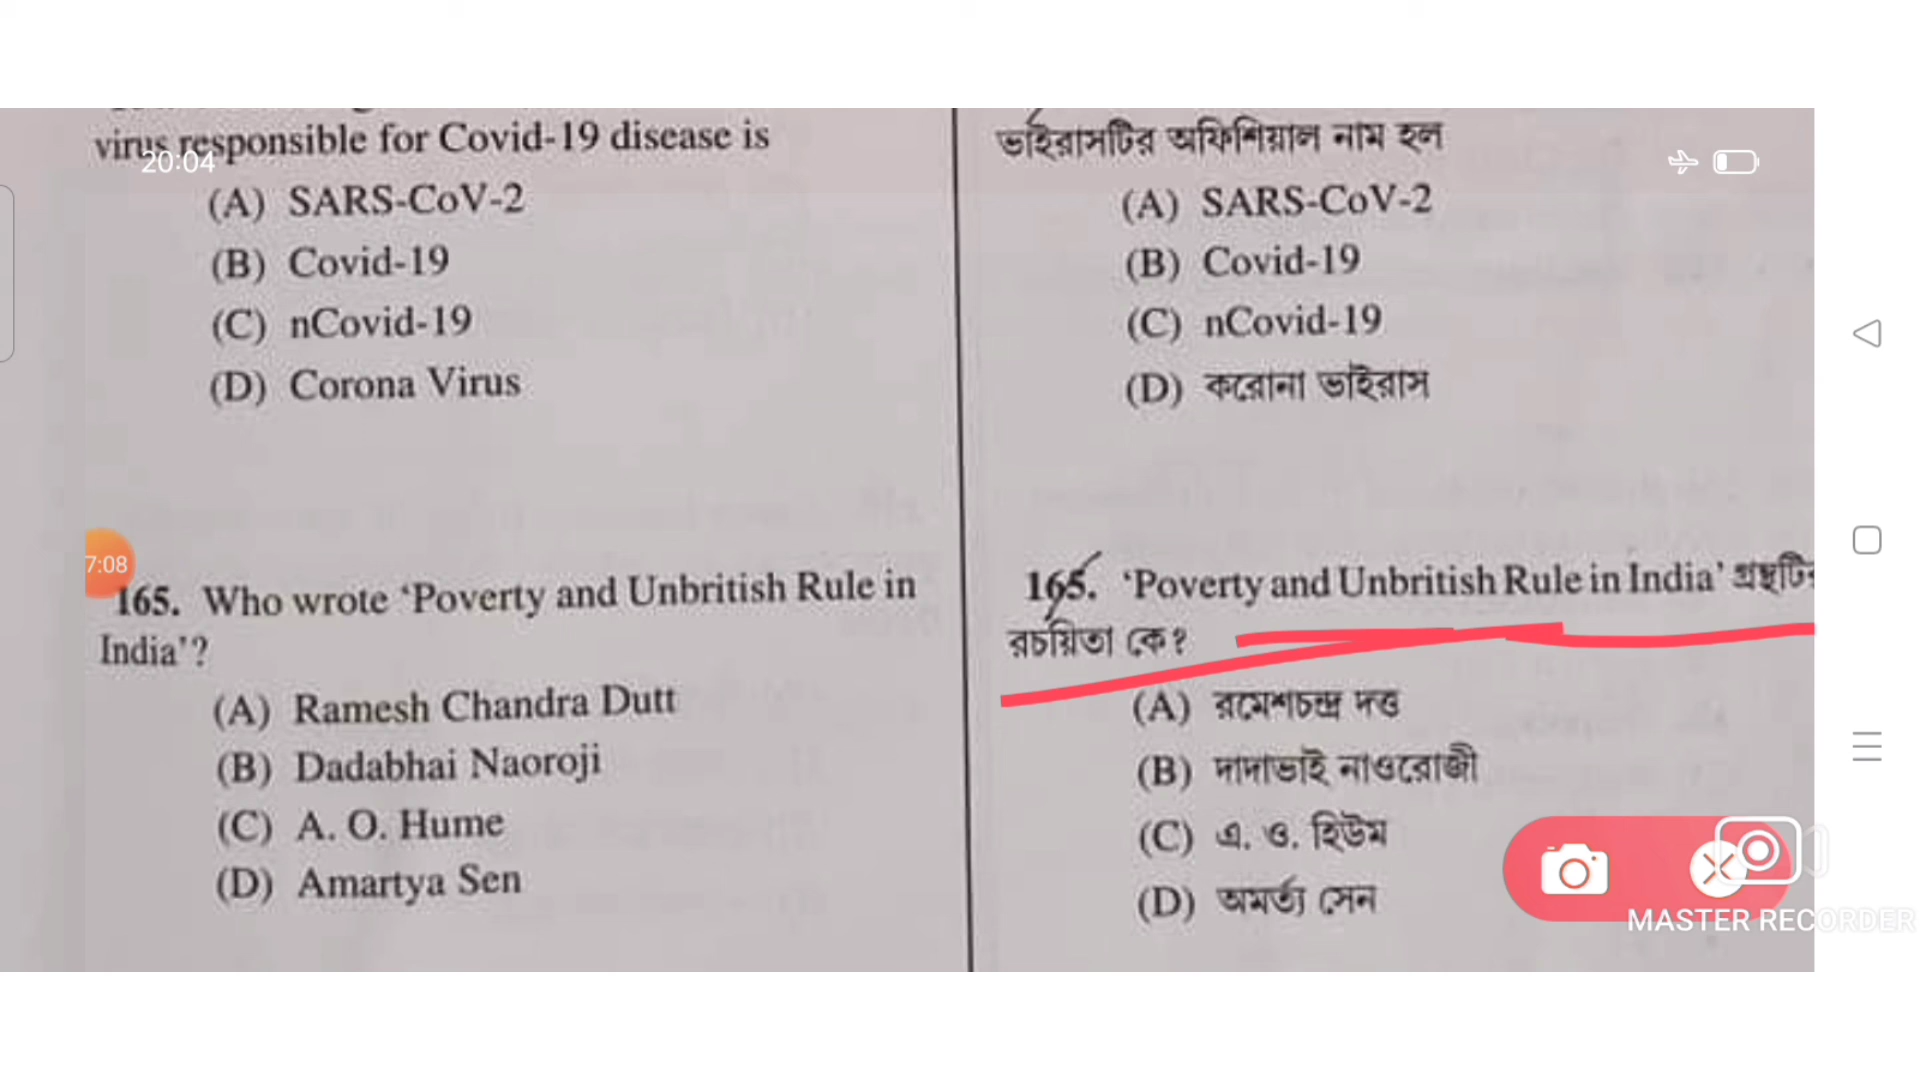 virus responsible for Covid-19 disease is
20:04
(A) SARS-CoV-2
(B) Covid-19
(C) nCovid-19
(D) Corona Virus
7:08
165. Who wrote ‘Poverty and Unbritish Rule in
India’?
(A) Ramesh Chandra Dutt
(B) Dadabhai Naoroji
(C) A. O. Hume
(D) Amartya Sen
ভাইরাসটির অফিশিয়াল নাম হল
(A) SARS-CoV-2
(B) Covid-19
(C) nCovid-19
(D) করোনা ভাইরাস
165. ‘Poverty and Unbritish Rule in India’
রচয়িতা কে?
(A) রমেশচন্দ্র দত্ত
(B) দাদাভাই নাওরোজী
(C) এ. ও. হিউম
(D) অমর্ত্য সেন
MASTER RECORDER